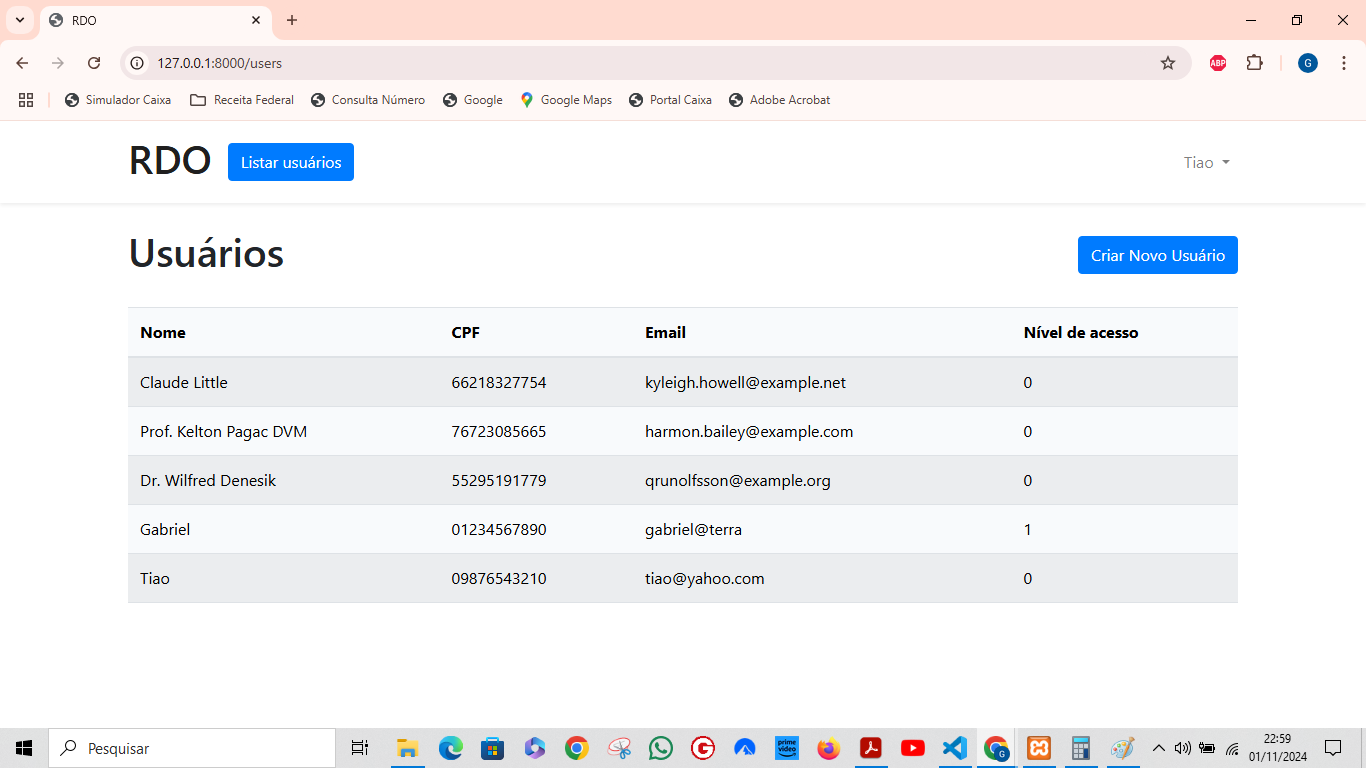 RDO
127.0.0.1:8000/users
ABP
G
Simulador Caixa
Receita Federal
Consulta Número
Google
Google Maps
Portal Caixa
Adobe Acrobat
RDO
Listar usuários
Tiao
Usuários
Criar Novo Usuário
Nome CPF Email Nível de acesso
Claude Little 66218327754 kyleigh.howell@example.net 0
Prof. Kelton Pagac DVM 76723085665 harmon.bailey@example.com 0
Dr. Wilfred Denesik 55295191779 qrunolfsson@example.org 0
Gabriel 01234567890 gabriel@terra 1
Tiao 09876543210 tiao@yahoo.com 0
Pesquisar
prime video
G
22:59
01/11/2024